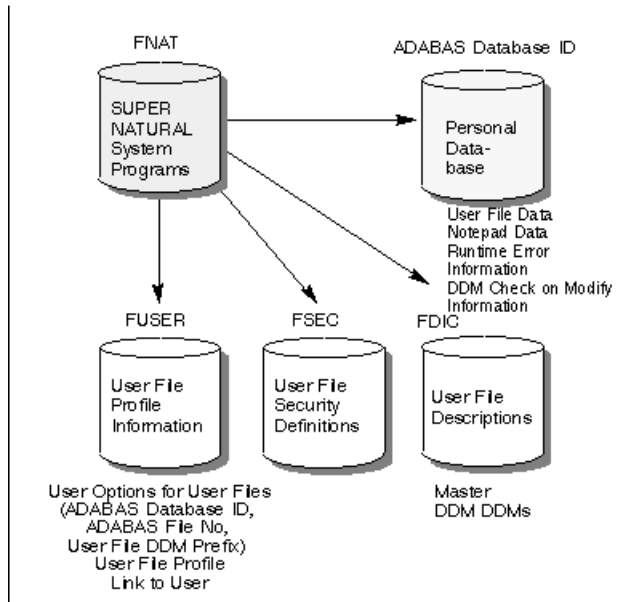 FNAT
ADABAS Database ID
SUPER
NATURAL
System
Programs
Personal
Data-
base
User File Data
Notepad Data
Runtime Error
Information
DDM Check on Modify
Information
FUSER
FSEC
FDIC
User File
Profile
Information
User File
Security
Definitions
User File
Descriptions
User Options for User Files
(ADABAS Database ID,
ADABAS File No,
User File DDM Prefix)
User File Profile
Link to User
Master
DDM DDMs